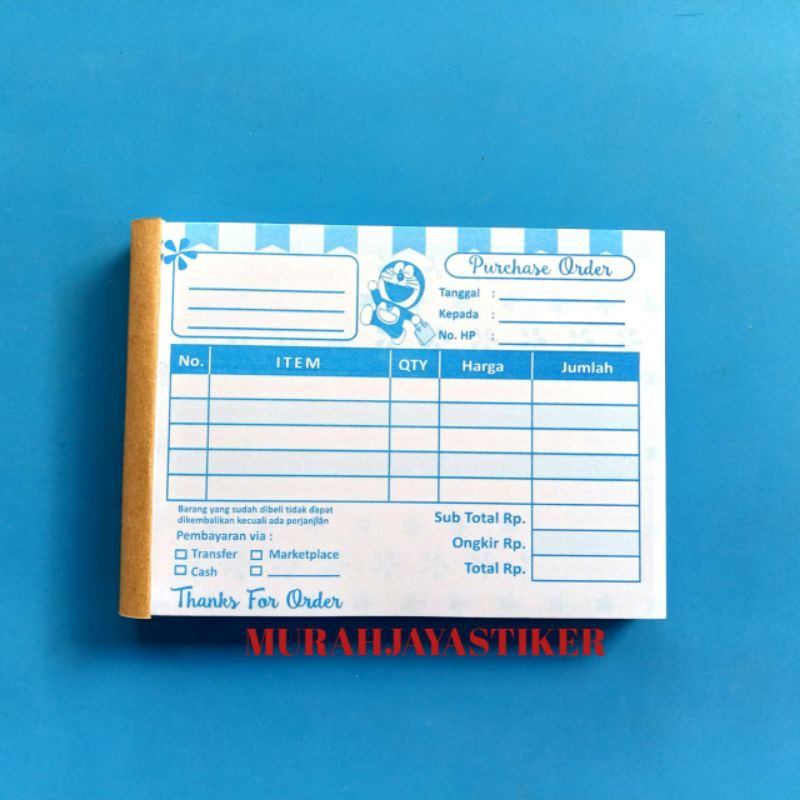 Purchase Order
Tanggal :
Kepada :
No. HP :
No. ITEM QTY Harga Jumlah
Barang yang sudah dibeli tidak dapat
dikembalikan kecuali ada perjanjian
Pembayaran via :
Transfer Marketplace
Cash
Sub Total Rp.
Ongkir Rp.
Total Rp.
Thanks For Order
MURAHJAYASTIKER